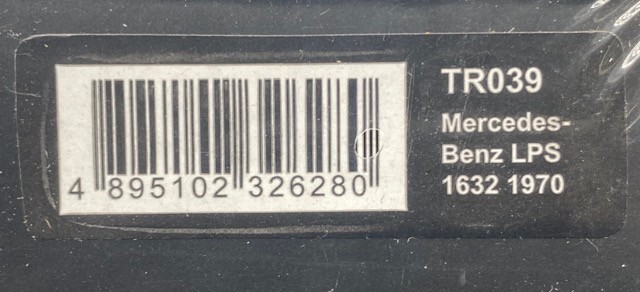 TR039
Mercedes-
Benz LPS
1632 1970
4 895102 326280